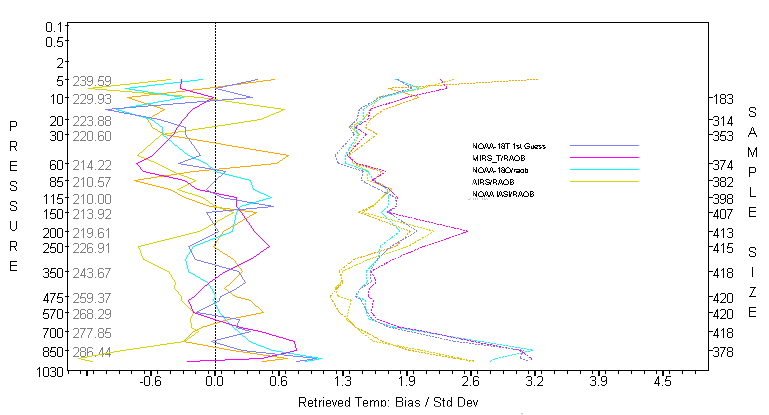 0.1
0.5
2
5 239.59
10 229.93 183
20 223.88 314
30 220.60 353
NOAA-18T 1st Guess
MIRS_T/RAOB
60 214.22 374
NOAA-18O/raob
85 210.57 AIRS/RAOB 382
115 210.00 NOAA IASI/RAOB 398
150 213.92 407
200 219.61 413
250 226.91 415
350 243.67 418
475 259.37 420
570 268.29 420
700 277.85 418
850 286.44 378
1030
-0.6 0.0 0.6 1.3 1.9 2.6 3.2 3.9 4.5
Retrieved Temp: Bias / Std Dev
PRESSURE
SAMPLE SIZE